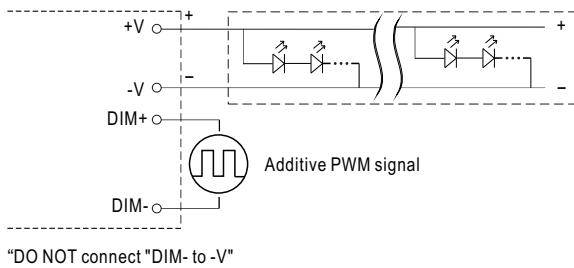 +V + +
-V − −
DIM+
Additive PWM signal
DIM-
“DO NOT connect "DIM- to -V"